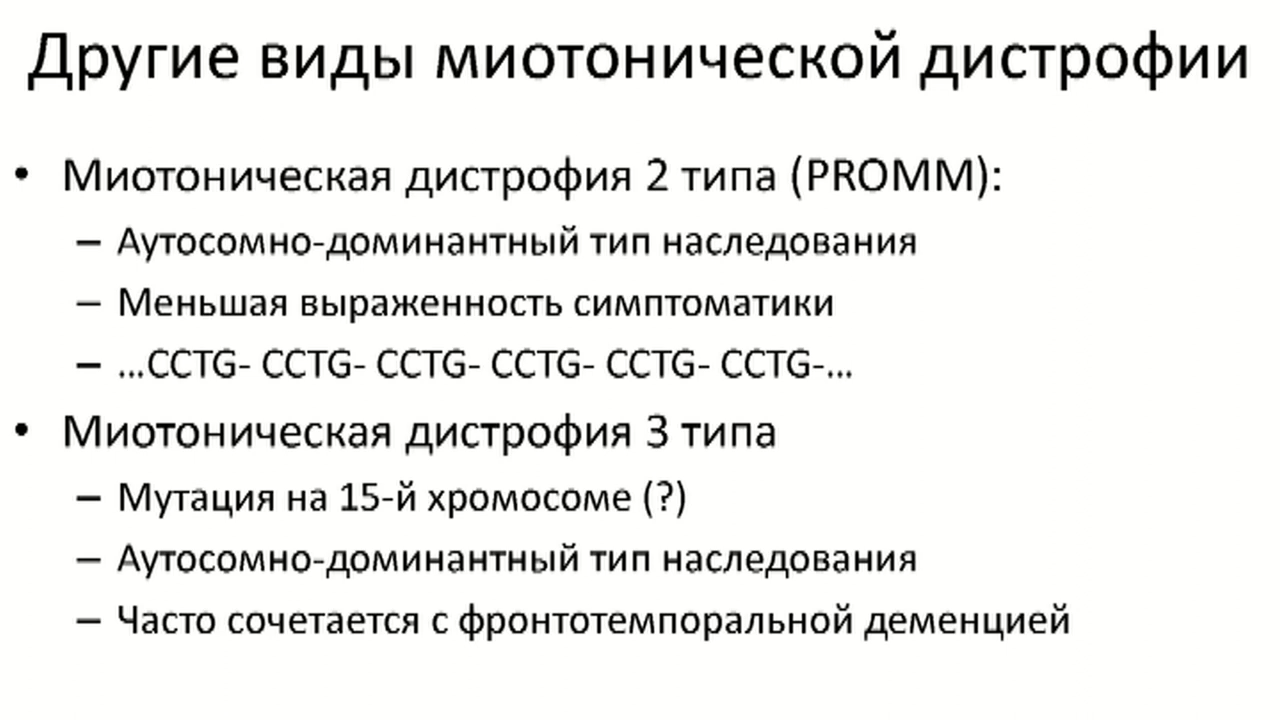 Другие виды миотонической дистрофии
• Миотоническая дистрофия 2 типа (PROMM):
– Аутосомно-доминантный тип наследования
– Меньшая выраженность симптоматики
– …CCTG- CCTG- CCTG- CCTG- CCTG- CCTG-…
• Миотоническая дистрофия 3 типа
– Мутация на 15-й хромосоме (?)
– Аутосомно-доминантный тип наследования
– Часто сочетается с фронтотемпоральной деменцией